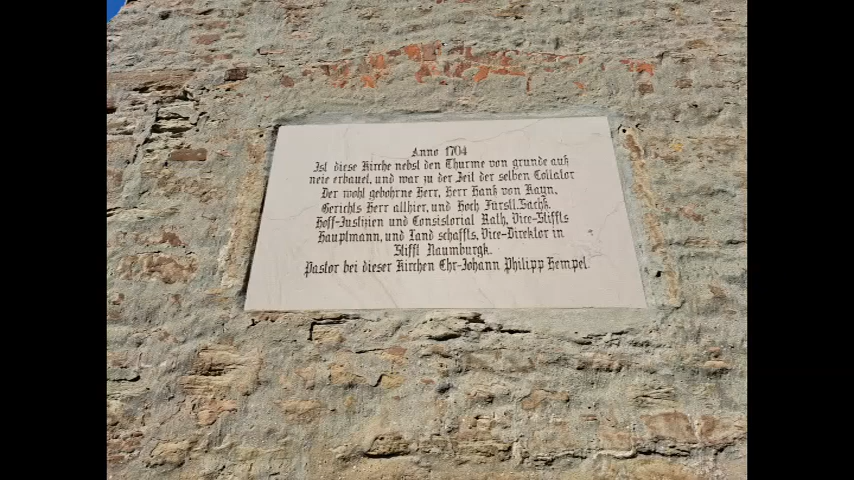 Anno 1704
Ist diese Kirche nebst den Thurme von grunde auß
neie erbauet, und war zu der Zeit der selben Collator
Der wohl gebohrne Herr, Herr Hanß von Kayn,
Gerichts Herr allhier, und Hoch Fürstl. Sachß.
Hoff-Justizien und Consistorial Rath, Vice-Stiffts
Hauptmann, und Land schaffts, Vice-Direktor in
Stifft Naumburgk.
Pastor bei dieser Kirchen Ehr-Johann Philipp Hempel.